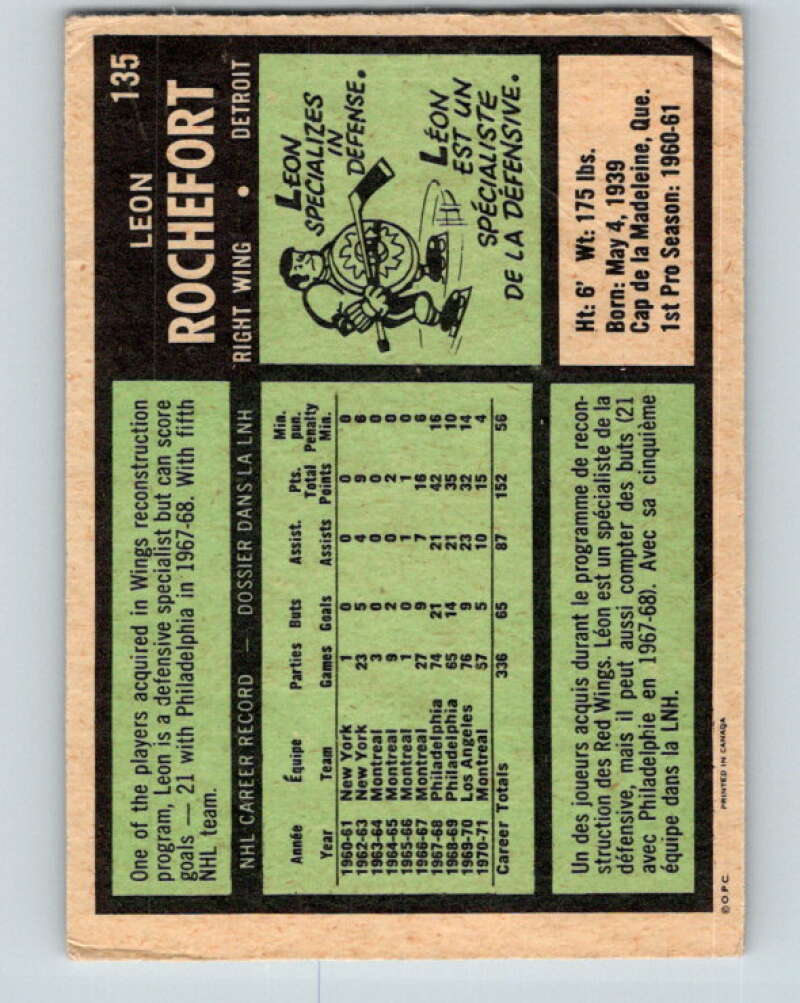 135
LEON
ROCHEFORT
RIGHT WING • DETROIT
One of the players acquired in Wings reconstruction
program, Leon is a defensive specialist but can score
goals — 21 with Philadelphia in 1967-68. With fifth
NHL team.
NHL CAREER RECORD — DOSSIER DANS LA LNH
Année Équipe Parties Buts Assist. Pts. Min.
Total pun.
Year Team Games Goals Assists Points Penalty
Min.
1960-61 New York 1 0 0 0 0
1962-63 New York 23 5 4 9 6
1963-64 Montreal 3 0 0 0 0
1964-65 Montreal 9 2 0 2 0
1965-66 Montreal 1 0 1 1 0
1966-67 Montreal 27 9 7 16 6
1967-68 Philadelphia 74 21 21 42 16
1968-69 Philadelphia 65 14 21 35 10
1969-70 Los Angeles 76 9 23 32 14
1970-71 Montreal 57 5 10 15 4
Career Totals 336 65 87 152 56
LEON
SPECIALIZES
IN
DEFENSE.
LÉON
EST UN
SPÉCIALISTE
DE LA DÉFENSIVE.
Un des joueurs acquis durant le programme de recon-
struction des Red Wings. Léon est un spécialiste de la
défensive, mais il peut aussi compter des buts (21
avec Philadelphie en 1967-68). Avec sa cinquième
équipe dans la LNH.
Ht: 6' Wt: 175 lbs.
Born: May 4, 1939
Cap de la Madeleine, Que.
1st Pro Season: 1960-61
© O.P.C. PRINTED IN CANADA